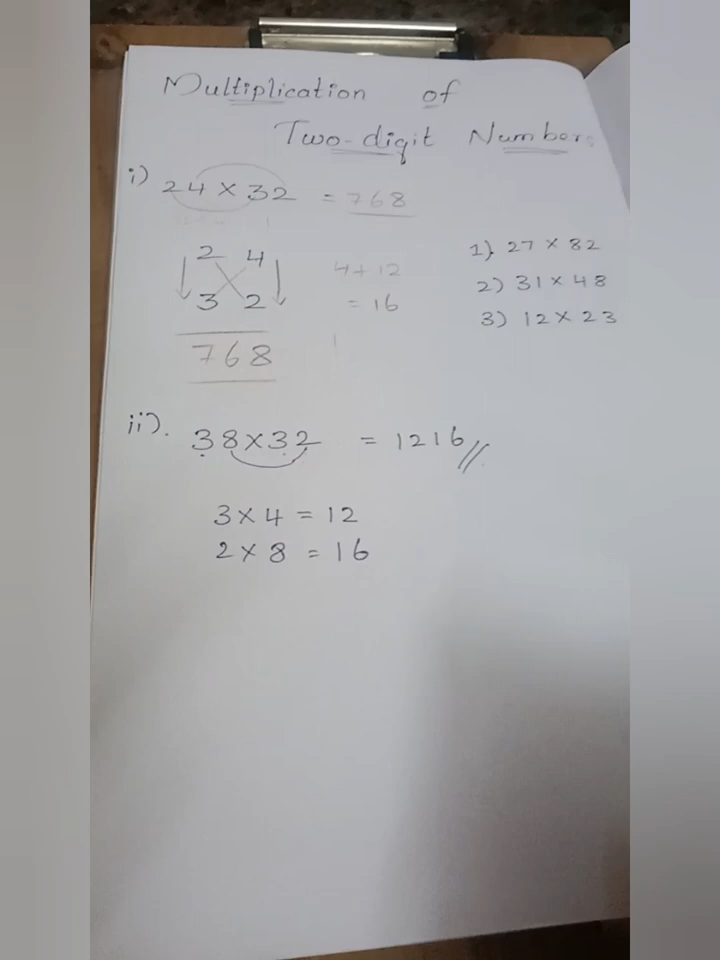 Multiplication of
Two-digit Numbers
i) 24 × 32 = 768
2 4
3 2
768
4+12
= 16
1) 27 × 82
2) 31 × 48
3) 12 × 23
ii). 38×32 = 1216//
3 × 4 = 12
2 × 8 = 16